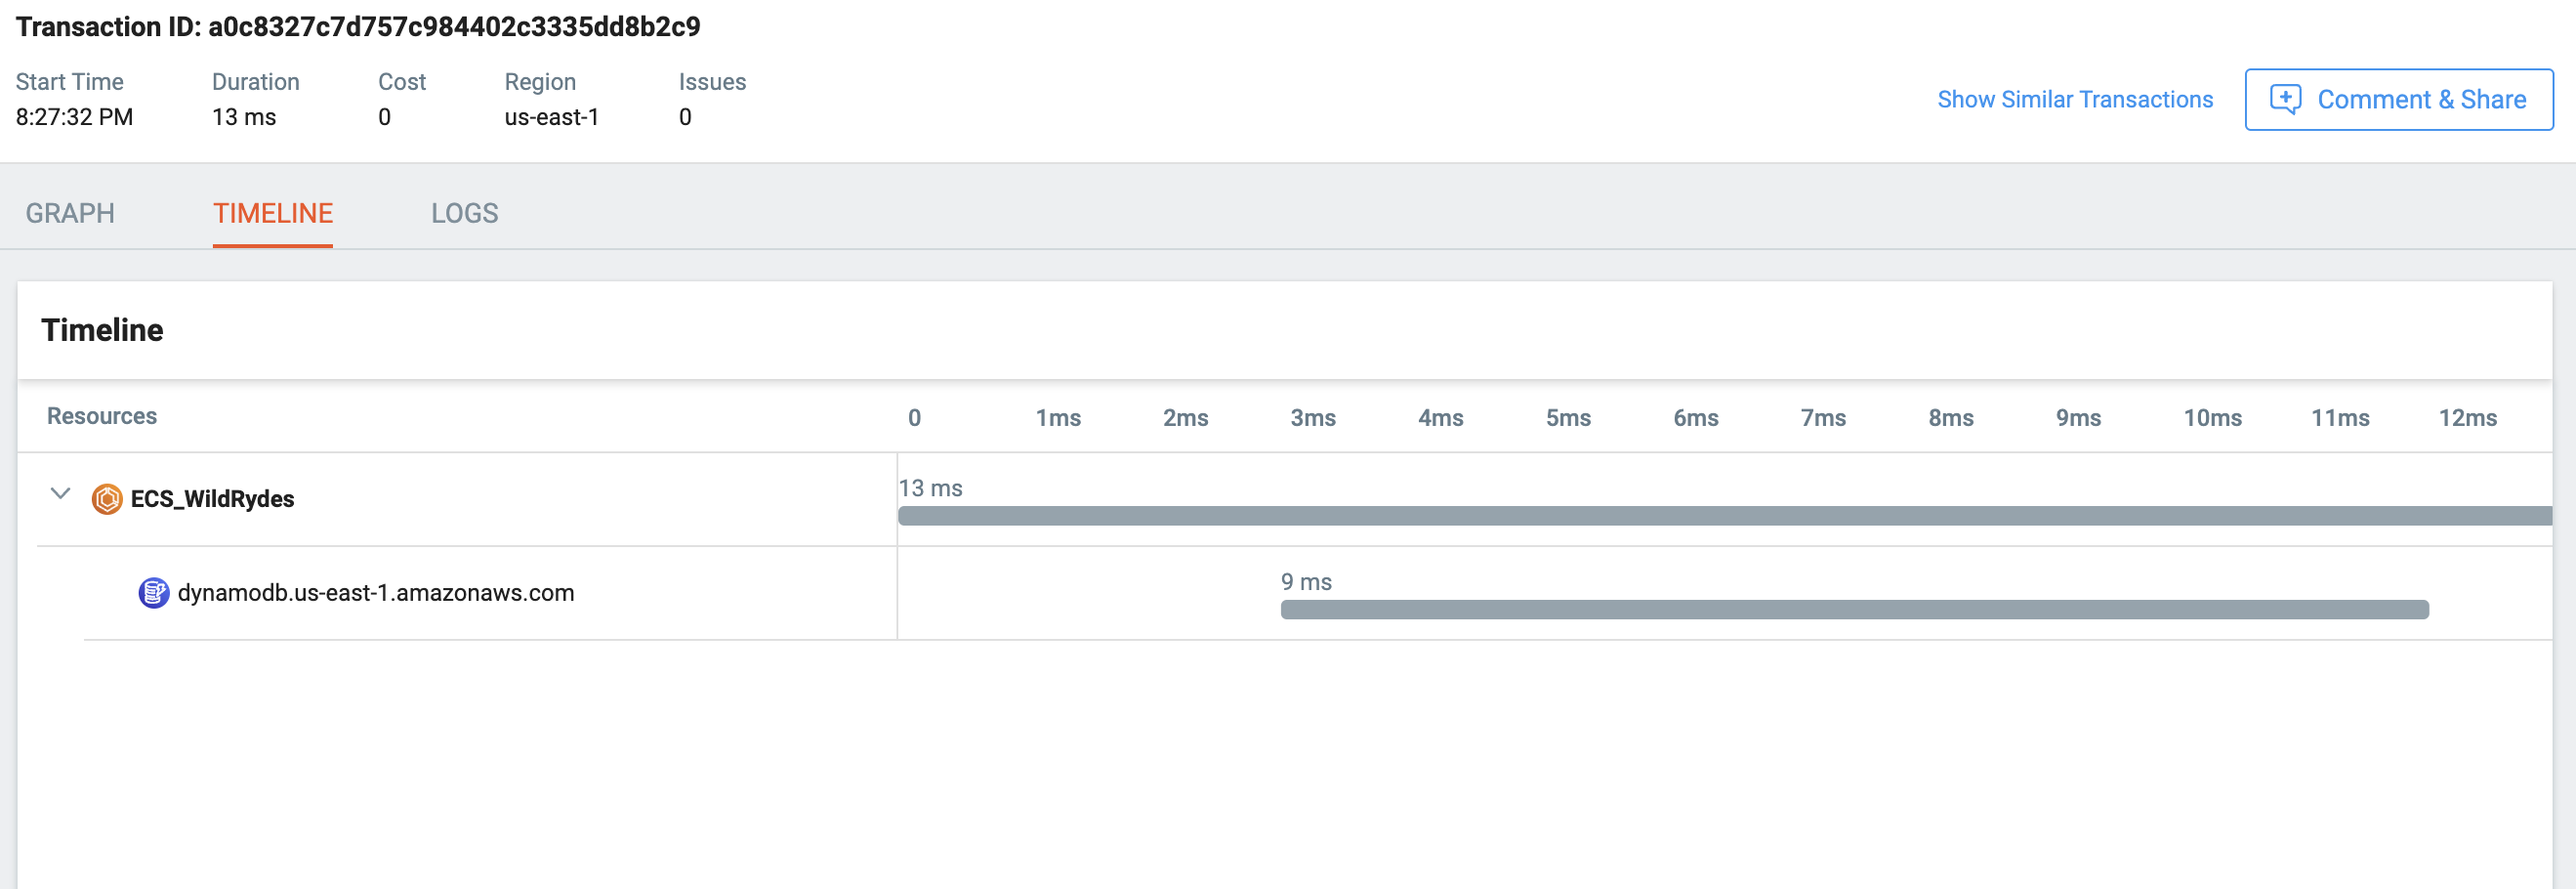 Transaction ID: a0c8327c7d757c984402c3335dd8b2c9
Start Time Duration Cost Region Issues
8:27:32 PM 13 ms 0 us-east-1 0
Show Similar Transactions Comment & Share
GRAPH TIMELINE LOGS
Timeline
Resources 0 1ms 2ms 3ms 4ms 5ms 6ms 7ms 8ms 9ms 10ms 11ms 12ms
ECS_WildRydes 13 ms
dynamodb.us-east-1.amazonaws.com 9 ms